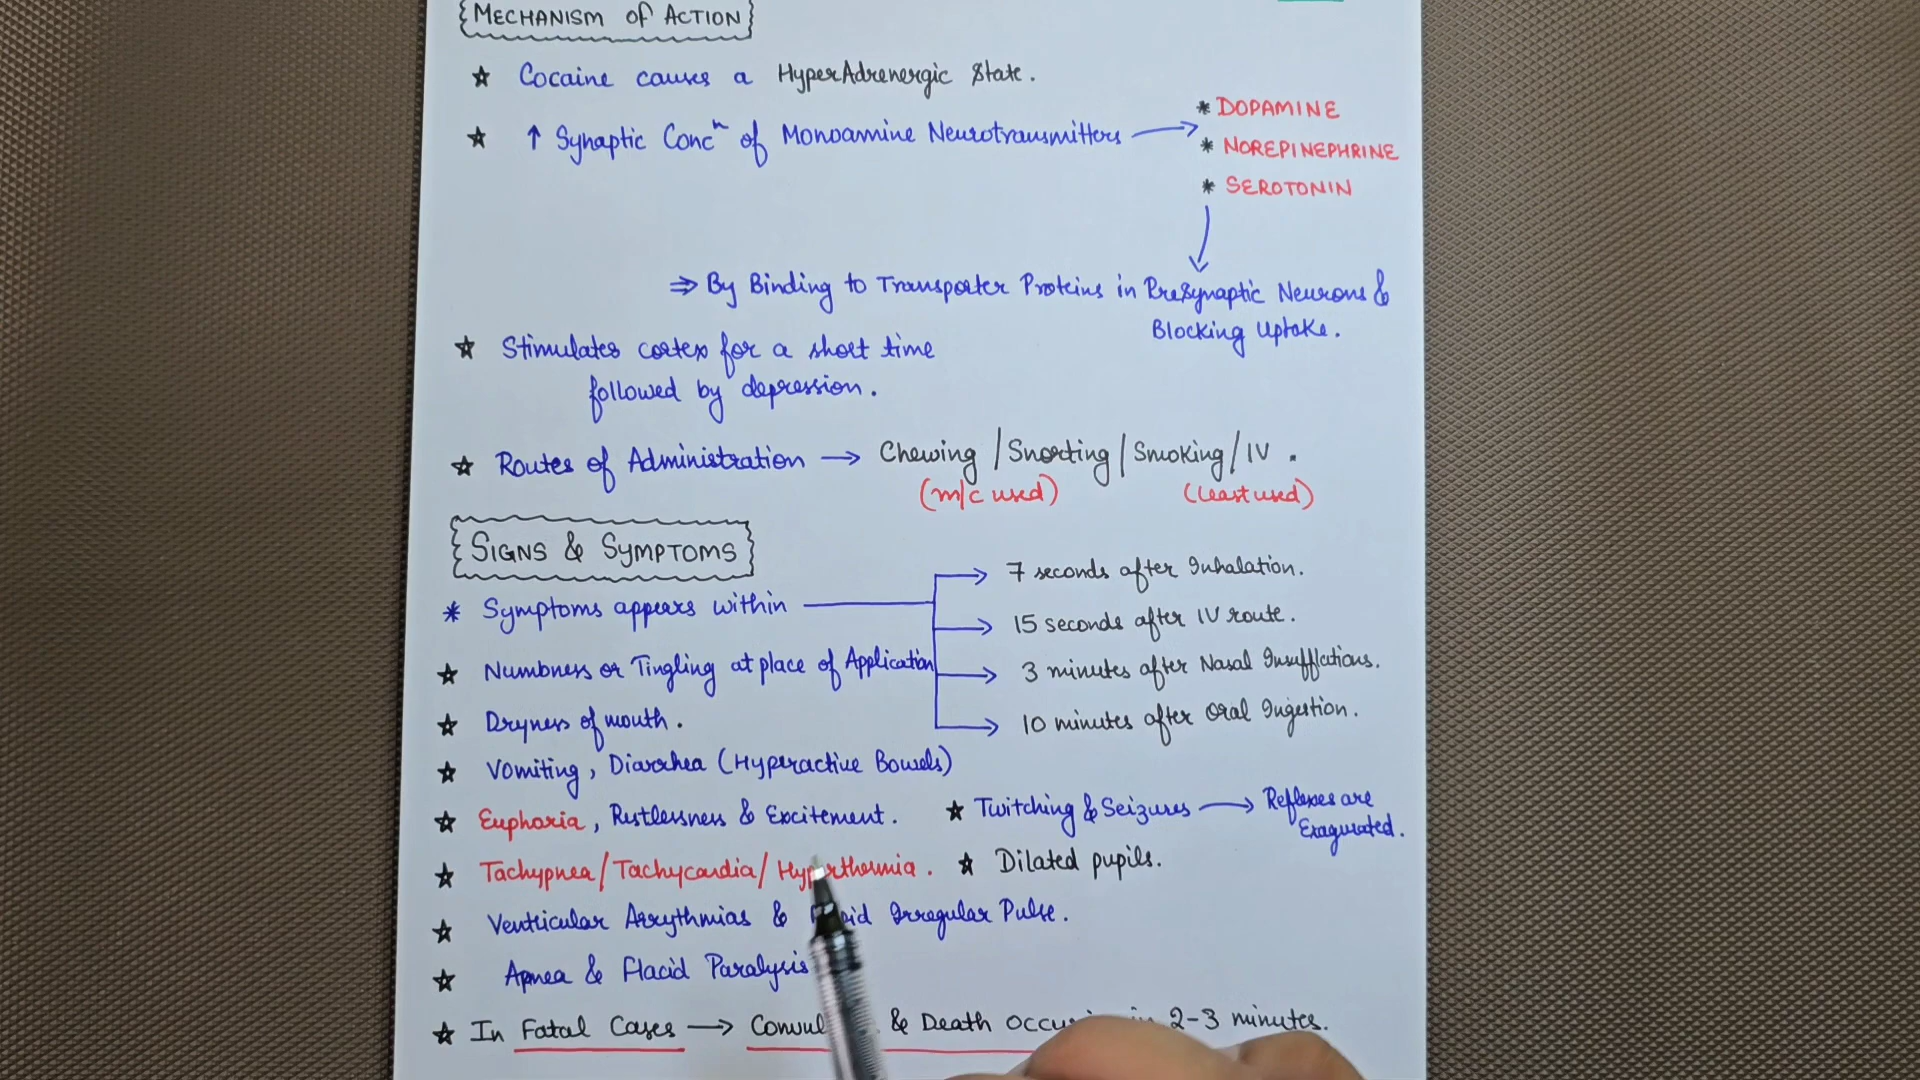 MECHANISM of ACTION
☆ Cocaine causes a HyperAdrenergic State.
☆ ↑ Synaptic Concⁿ of Monoamine Neurotransmitters →
* DOPAMINE
* NOREPINEPHRINE
* SEROTONIN
⇒ By Binding to Transporter Proteins in PreSynaptic Neurons &
Blocking Uptake.
☆ Stimulates cortex for a short time
followed by depression.
☆ Routes of Administration → Chewing / Snorting / Smoking / IV .
(m/c used) (least used)
SIGNS & SYMPTOMS
* Symptoms appears within
→ 7 seconds after Inhalation.
→ 15 seconds after IV route.
→ 3 minutes after Nasal Insufflations.
→ 10 minutes after Oral Ingestion.
☆ Numbness or Tingling at place of Application
☆ Dryness of mouth .
☆ Vomiting, Diarrhea (Hyperactive Bowels)
☆ Euphoria, Restlessness & Excitement.
☆ Twitching & Seizures → Reflexes are
Exagurated.
☆ Tachypnea / Tachycardia / Hyperthermia . ☆ Dilated pupils.
☆ Ventricular Arrythmias & Irregular Pulse.
☆ Apnea & Flacid Paralysis
☆ In Fatal Cases → & Death 2-3 minutes.